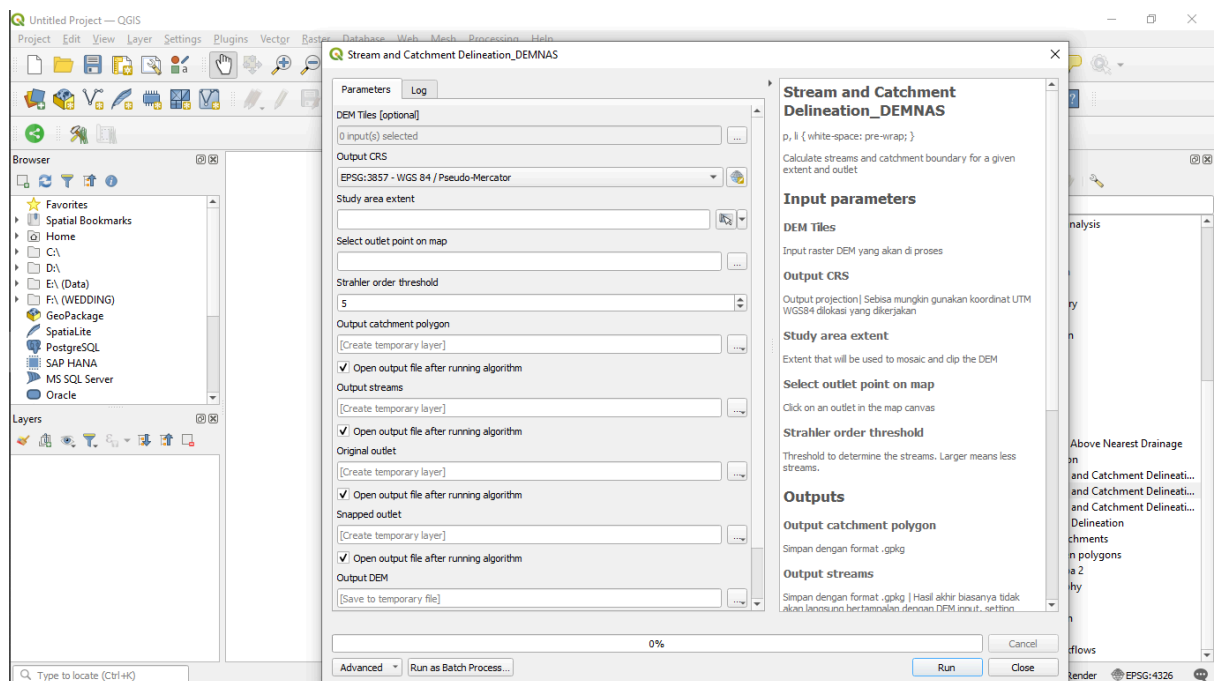 Untitled Project — QGIS
Project Edit View Layer Settings Plugins Vector Raster Database Web Mesh Processing Help
Browser
Favorites
Spatial Bookmarks
Home
C:\
D:\
E:\ (Data)
F:\ (WEDDING)
GeoPackage
SpatiaLite
PostgreSQL
SAP HANA
MS SQL Server
Oracle
Layers
Type to locate (Ctrl+K)
Stream and Catchment Delineation_DEMNAS
Parameters Log
DEM Tiles [optional]
0 input(s) selected
...
Output CRS
EPSG:3857 - WGS 84 / Pseudo-Mercator
Study area extent
Select outlet point on map
...
Strahler order threshold
5
Output catchment polygon
[Create temporary layer]
...
Open output file after running algorithm
Output streams
[Create temporary layer]
...
Open output file after running algorithm
Original outlet
[Create temporary layer]
...
Open output file after running algorithm
Snapped outlet
[Create temporary layer]
...
Open output file after running algorithm
Output DEM
[Save to temporary file]
...
Stream and Catchment
Delineation_DEMNAS
p, li { white-space: pre-wrap; }
Calculate streams and catchment boundary for a given
extent and outlet
Input parameters
DEM Tiles
Input raster DEM yang akan di proses
Output CRS
Output projection| Sebisa mungkin gunakan koordinat UTM
WGS84 dilokasi yang dikerjakan
Study area extent
Extent that will be used to mosaic and clip the DEM
Select outlet point on map
Click on an outlet in the map canvas
Strahler order threshold
Threshold to determine the streams. Larger means less
streams.
Outputs
Output catchment polygon
Simpan dengan format .gpkg
Output streams
Simpan dengan format .gpkg | Hasil akhir biasanya tidak
akan langsung bertampalan dengan DEM input, setting
0%
Cancel
Advanced Run as Batch Process... Run Close
nalysis
ry
n
Above Nearest Drainage
on
and Catchment Delineati...
and Catchment Delineati...
and Catchment Delineati...
Delineation
chments
n polygons
a 2
hy
flows
Render EPSG:4326